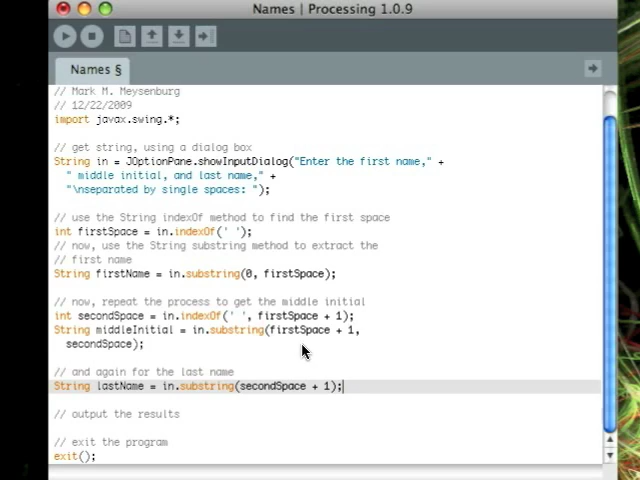 Names | Processing 1.0.9
Names §
// Mark M. Meysenburg
// 12/22/2009
import javax.swing.*;
// get string, using a dialog box
String in = JOptionPane.showInputDialog("Enter the first name," +
" middle initial, and last name," +
"\nseparated by single spaces: ");
// use the String indexOf method to find the first space
int firstSpace = in.indexOf(' ');
// now, use the String substring method to extract the
// first name
String firstName = in.substring(0, firstSpace);
// now, repeat the process to get the middle initial
int secondSpace = in.indexOf(' ', firstSpace + 1);
String middleInitial = in.substring(firstSpace + 1,
secondSpace);
// and again for the last name
String lastName = in.substring(secondSpace + 1);
// output the results
// exit the program
exit();